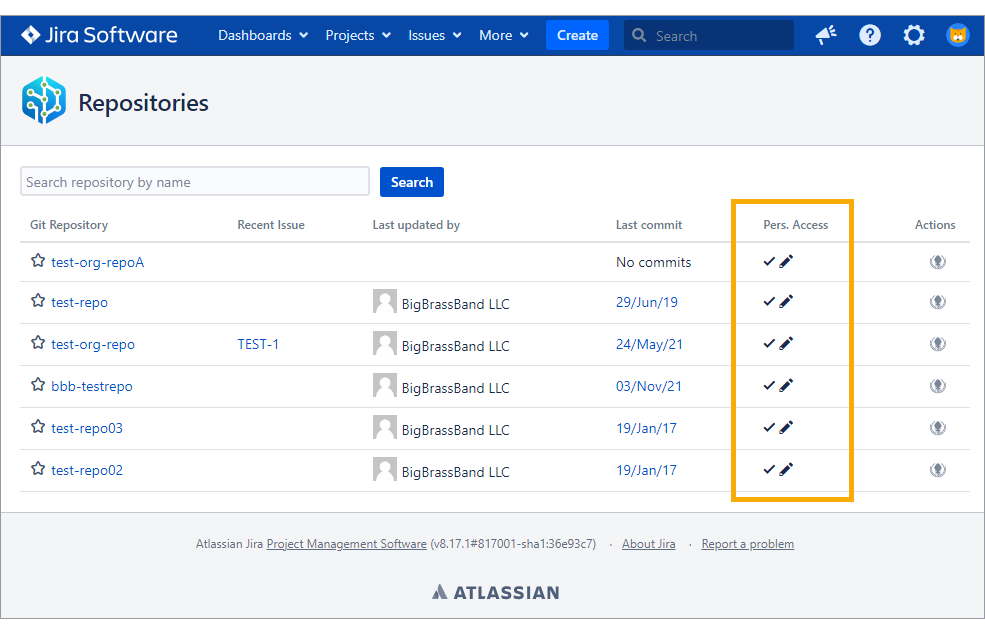 Jira Software Dashboards Projects Issues More Create Search
Repositories
Search repository by name Search
Git Repository Recent Issue Last updated by Last commit Pers. Access Actions
test-org-repoA No commits
test-repo BigBrassBand LLC 29/Jun/19
test-org-repo TEST-1 BigBrassBand LLC 24/May/21
bbb-testrepo BigBrassBand LLC 03/Nov/21
test-repo03 BigBrassBand LLC 19/Jan/17
test-repo02 BigBrassBand LLC 19/Jan/17
Atlassian Jira Project Management Software (v8.17.1#817001-sha1:36e93c7) · About Jira · Report a problem
ATLASSIAN